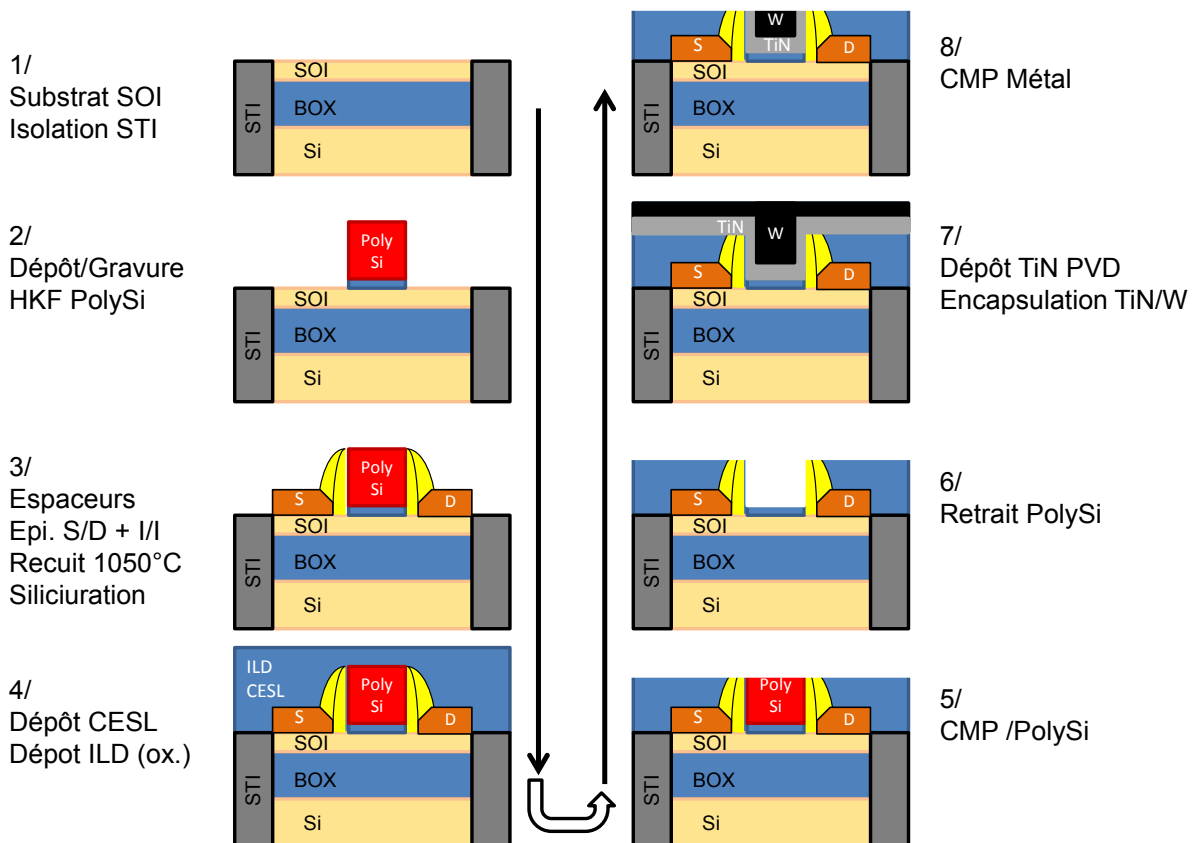 1/
Substrat SOI
Isolation STI
STI
SOI
BOX
Si
2/
Dépôt/Gravure
HKF PolySi
Poly
Si
STI
SOI
BOX
Si
3/
Espaceurs
Epi. S/D + I/I
Recuit 1050°C
Siliciuration
Poly
Si
S
D
STI
SOI
BOX
Si
4/
Dépôt CESL
Dépot ILD (ox.)
ILD
CESL
Poly
Si
S
D
STI
SOI
BOX
Si
5/
CMP /PolySi
Poly
Si
S
D
STI
SOI
BOX
Si
6/
Retrait PolySi
S
D
STI
SOI
BOX
Si
7/
Dépôt TiN PVD
Encapsulation TiN/W
TiN
W
S
D
STI
SOI
BOX
Si
8/
CMP Métal
W
TiN
S
D
STI
SOI
BOX
Si